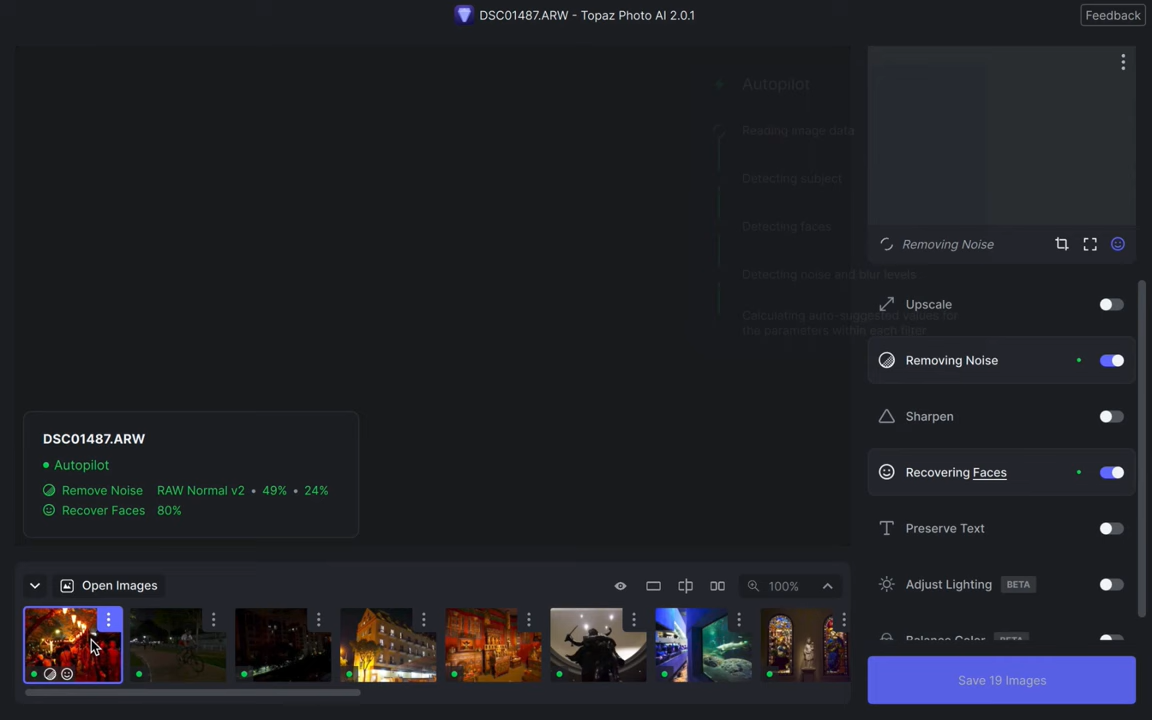 DSC01487.ARW - Topaz Photo AI 2.0.1
Feedback
Autopilot
Reading image data
Detecting subject
Detecting faces
Detecting noise and blur levels
Calculating auto-suggested values for
the parameters within each filter
Removing Noise
Upscale
Removing Noise
Sharpen
Recovering Faces
Preserve Text
Adjust Lighting BETA
Balance Color BETA
Save 19 Images
DSC01487.ARW
Autopilot
Remove Noise RAW Normal v2 • 49% • 24%
Recover Faces 80%
Open Images
100%